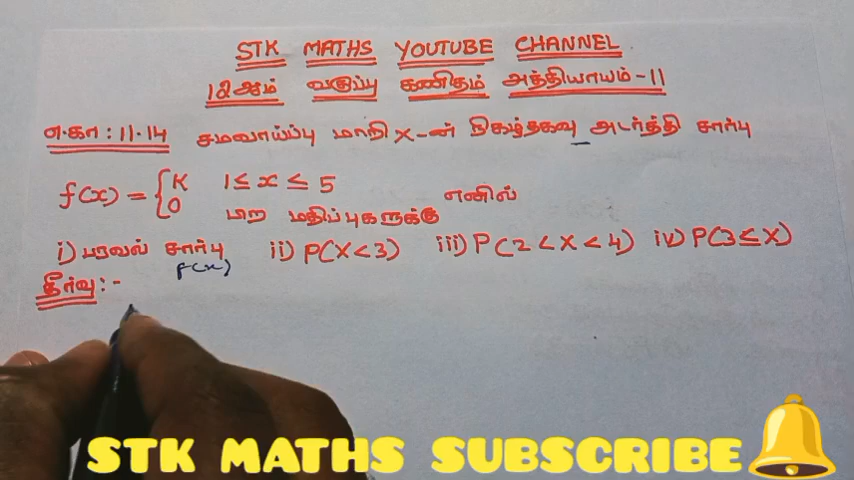 STK MATHS YOUTUBE CHANNEL
12ஆம் வகுப்பு கணிதம் அத்தியாயம் - 11
எ.கா : 11.14 சமவாய்ப்பு மாறி X-ன் நிகழ்தகவு அடர்த்தி சார்பு
f(x) = { K 1 ≤ x ≤ 5
0 பிற மதிப்புகளுக்கு எனில்
i) பரவல் சார்பு ii) P(X < 3) iii) P(2 < X < 4) iv) P(3 ≤ X)
F(x)
தீர்வு : -
STK MATHS SUBSCRIBE